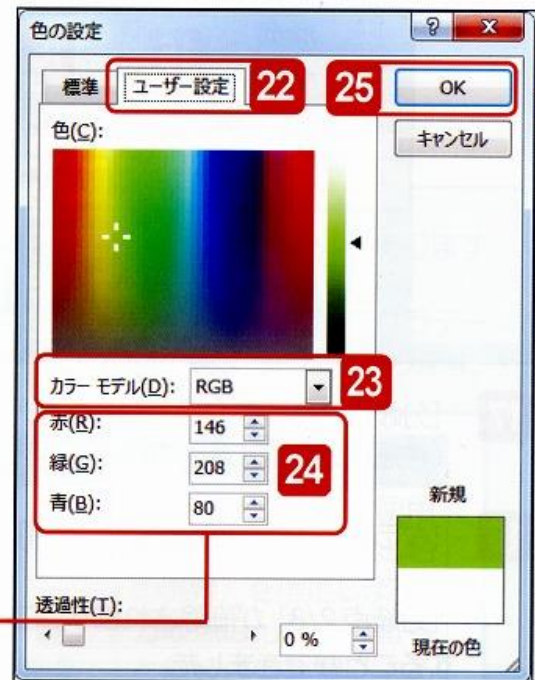 色の設定
標準 ユーザー設定 22 25 OK
色(C): キャンセル
カラー モデル(D): RGB 23
赤(R): 146
緑(G): 208 24
青(B): 80
新規
透過性(T):
0 % 現在の色